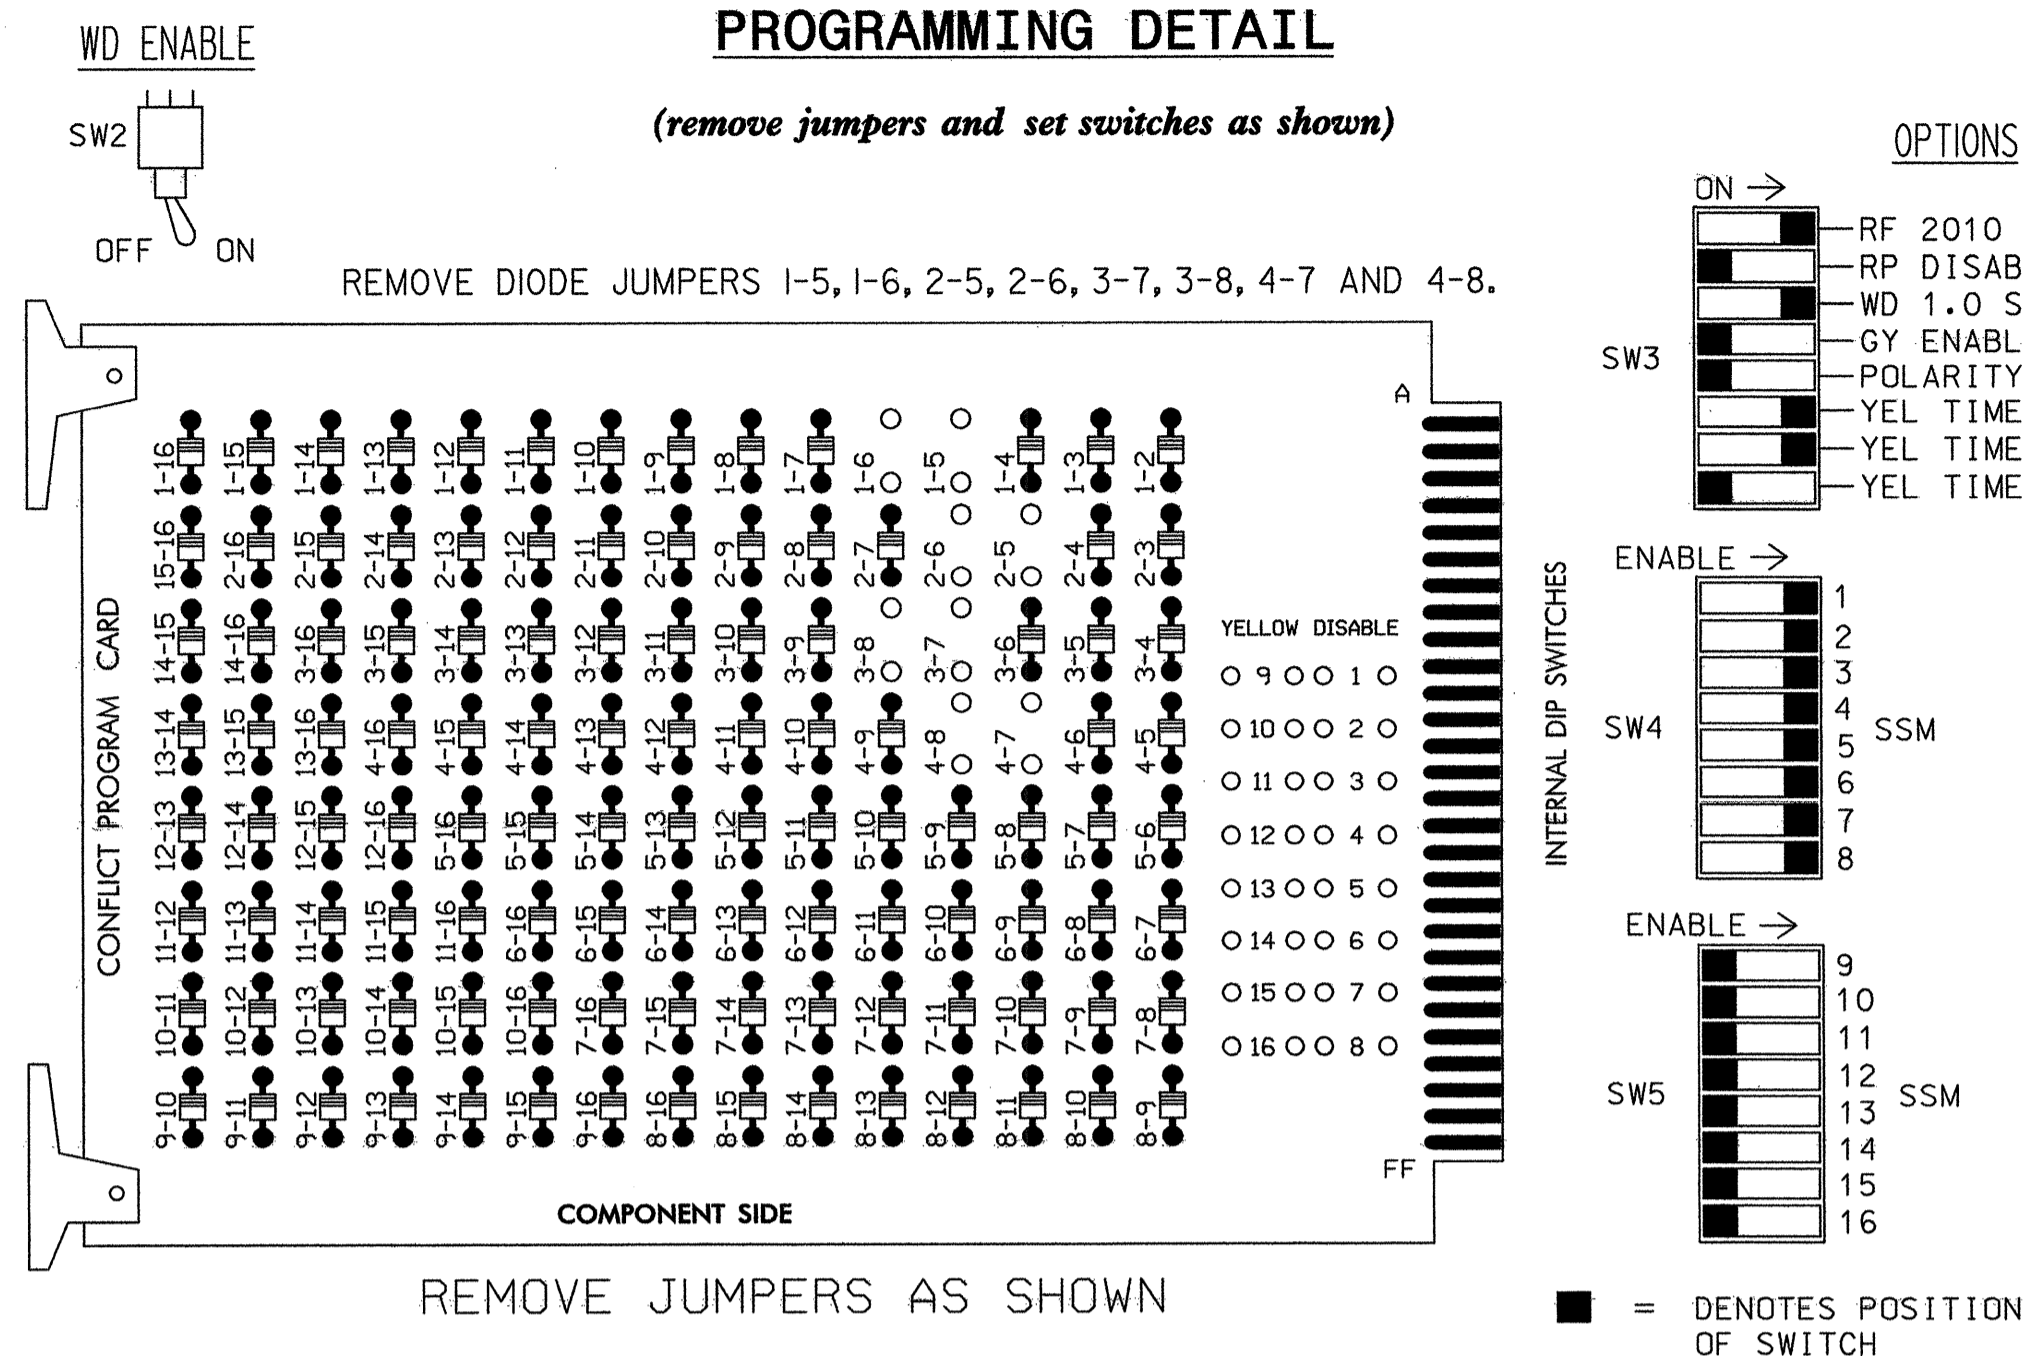 PROGRAMMING DETAIL
(remove jumpers and set switches as shown)
WD ENABLE
SW2
OFF ON
REMOVE DIODE JUMPERS 1-5, 1-6, 2-5, 2-6, 3-7, 3-8, 4-7 AND 4-8.
CONFLICT PROGRAM CARD
1-16 1-15 1-14 1-13 1-12 1-11 1-10 1-9 1-8 1-7 1-6 1-5 1-4 1-3 1-2
15-16 2-16 2-15 2-14 2-13 2-12 2-11 2-10 2-9 2-8 2-7 2-6 2-5 2-4 2-3
14-15 14-16 3-16 3-15 3-14 3-13 3-12 3-11 3-10 3-9 3-8 3-7 3-6 3-5 3-4
13-14 13-15 13-16 4-16 4-15 4-14 4-13 4-12 4-11 4-10 4-9 4-8 4-7 4-6 4-5
12-13 12-14 12-15 12-16 5-16 5-15 5-14 5-13 5-12 5-11 5-10 5-9 5-8 5-7 5-6
11-12 11-13 11-14 11-15 11-16 6-16 6-15 6-14 6-13 6-12 6-11 6-10 6-9 6-8 6-7
10-11 10-12 10-13 10-14 10-15 10-16 7-16 7-15 7-14 7-13 7-12 7-11 7-10 7-9 7-8
9-10 9-11 9-12 9-13 9-14 9-15 9-16 8-16 8-15 8-14 8-13 8-12 8-11 8-10 8-9
A
YELLOW DISABLE
9 1
10 2
11 3
12 4
13 5
14 6
15 7
16 8
FF
COMPONENT SIDE
REMOVE JUMPERS AS SHOWN
INTERNAL DIP SWITCHES
OPTIONS
ON →
RF 2010
RP DISAB
WD 1.0 S
GY ENABL
POLARITY
YEL TIME
YEL TIME
YEL TIME
SW3
ENABLE →
1
2
3
4
5
6
7
8
SW4
SSM
ENABLE →
9
10
11
12
13
14
15
16
SW5
SSM
= DENOTES POSITION
OF SWITCH